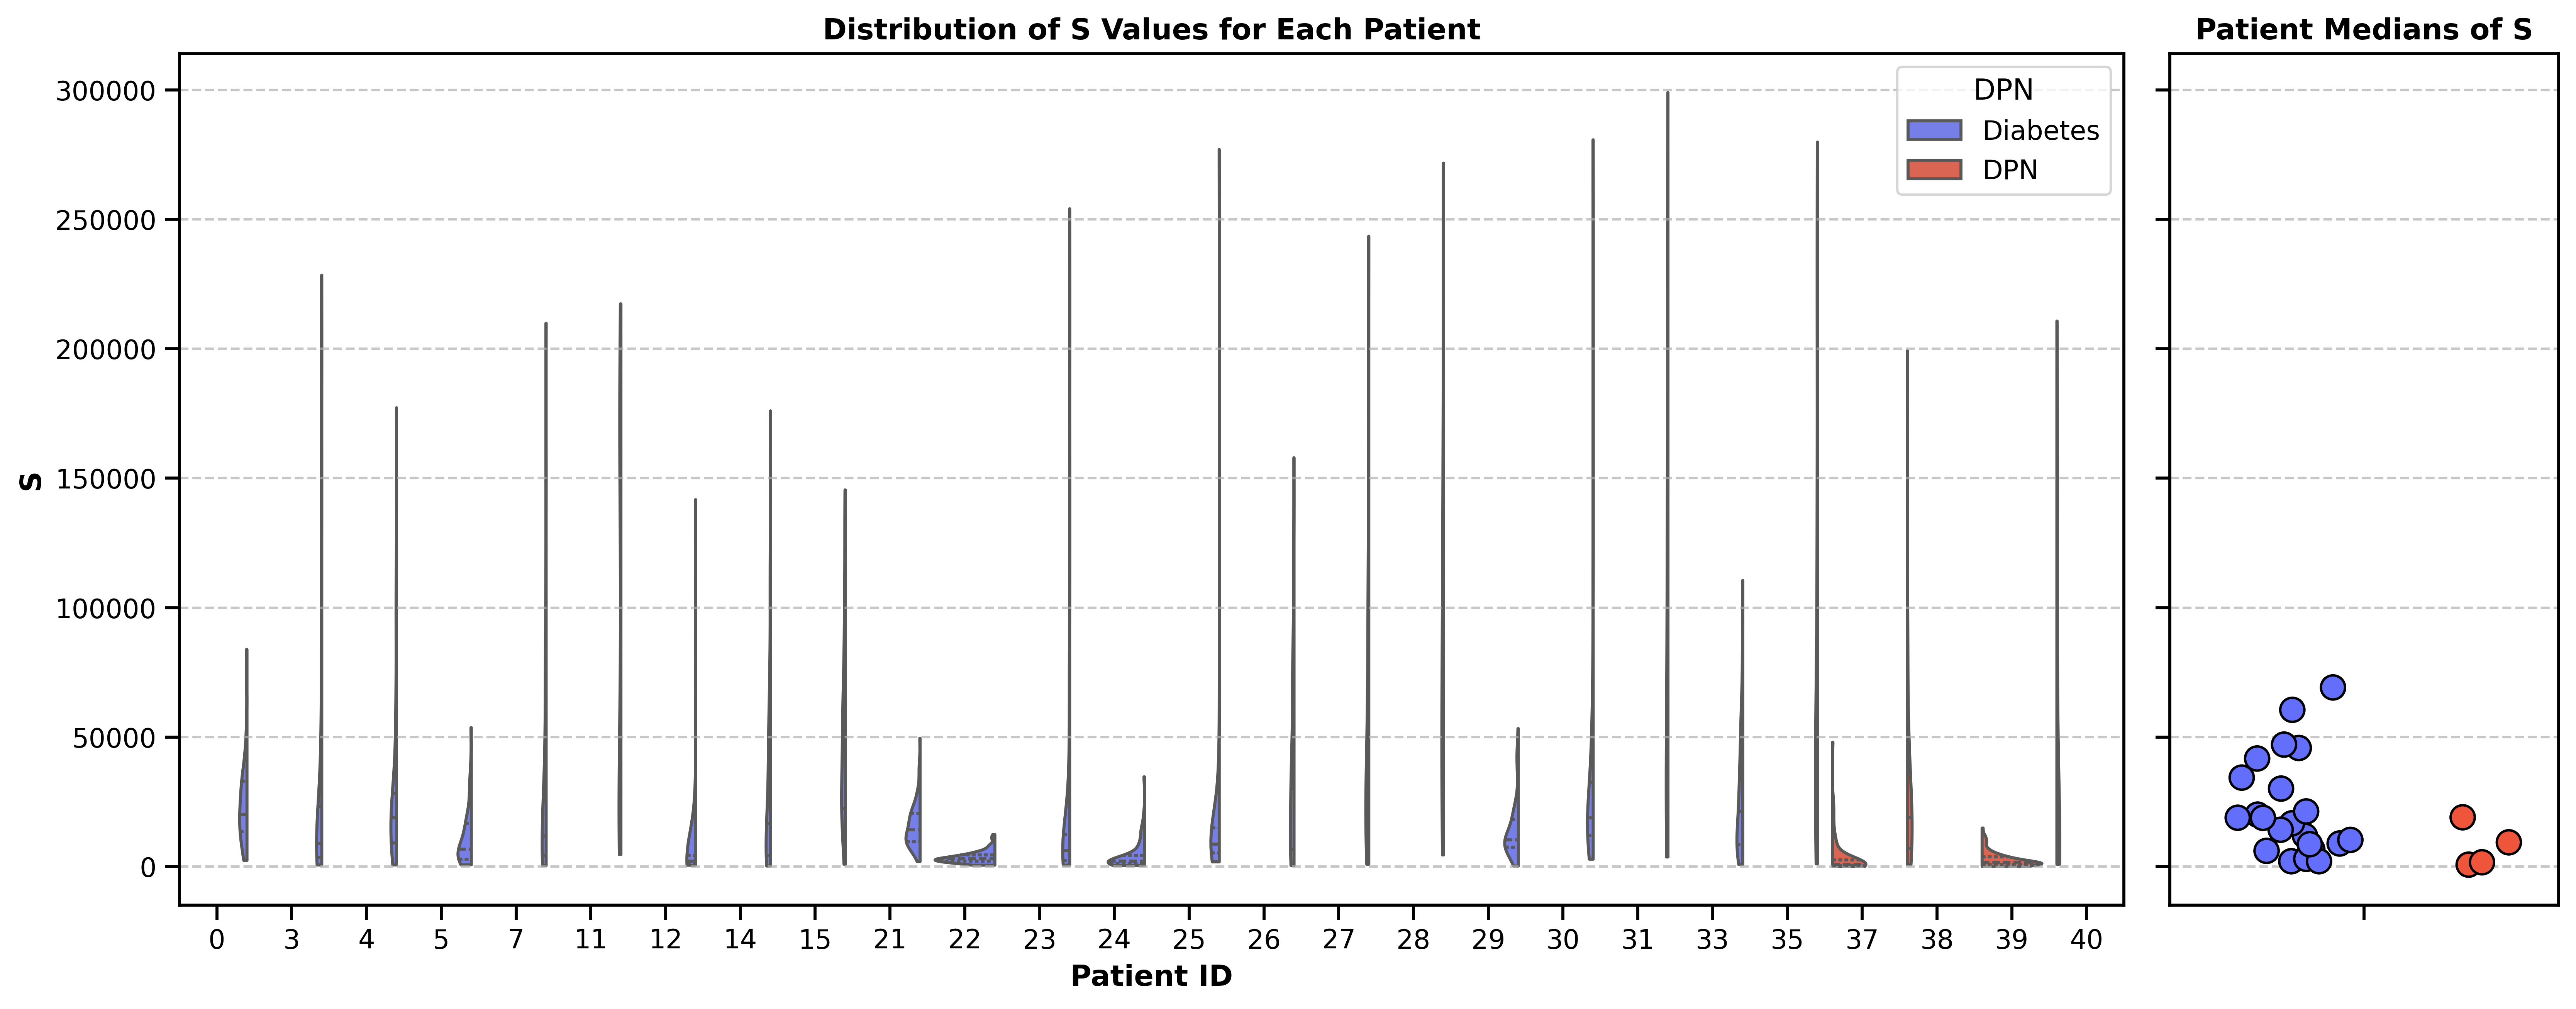 Distribution of S Values for Each Patient
Patient Medians of S
300000
250000
200000
150000
100000
50000
0
S
DPN
Diabetes
DPN
0 3 4 5 7 11 12 14 15 21 22 23 24 25 26 27 28 29 30 31 33 35 37 38 39 40
Patient ID